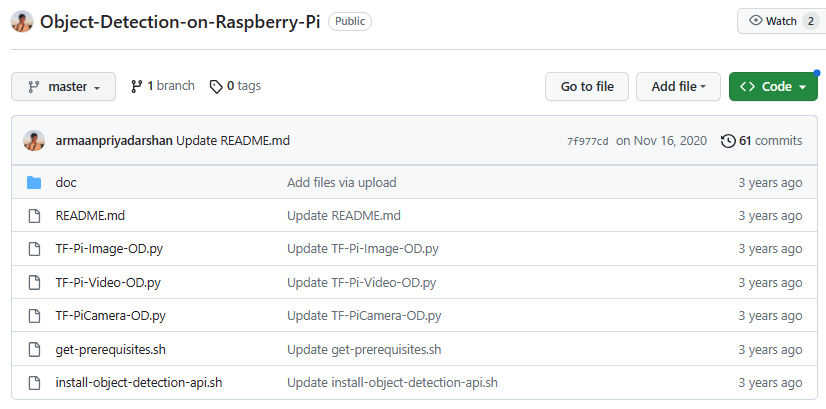 Object-Detection-on-Raspberry-Pi Public Watch 2
master 1 branch 0 tags Go to file Add file Code
armaanpriyadarshan Update README.md 7f977cd on Nov 16, 2020 61 commits
doc Add files via upload 3 years ago
README.md Update README.md 3 years ago
TF-Pi-Image-OD.py Update TF-Pi-Image-OD.py 3 years ago
TF-Pi-Video-OD.py Update TF-Pi-Video-OD.py 3 years ago
TF-PiCamera-OD.py Update TF-PiCamera-OD.py 3 years ago
get-prerequisites.sh Update get-prerequisites.sh 3 years ago
install-object-detection-api.sh Update install-object-detection-api.sh 3 years ago